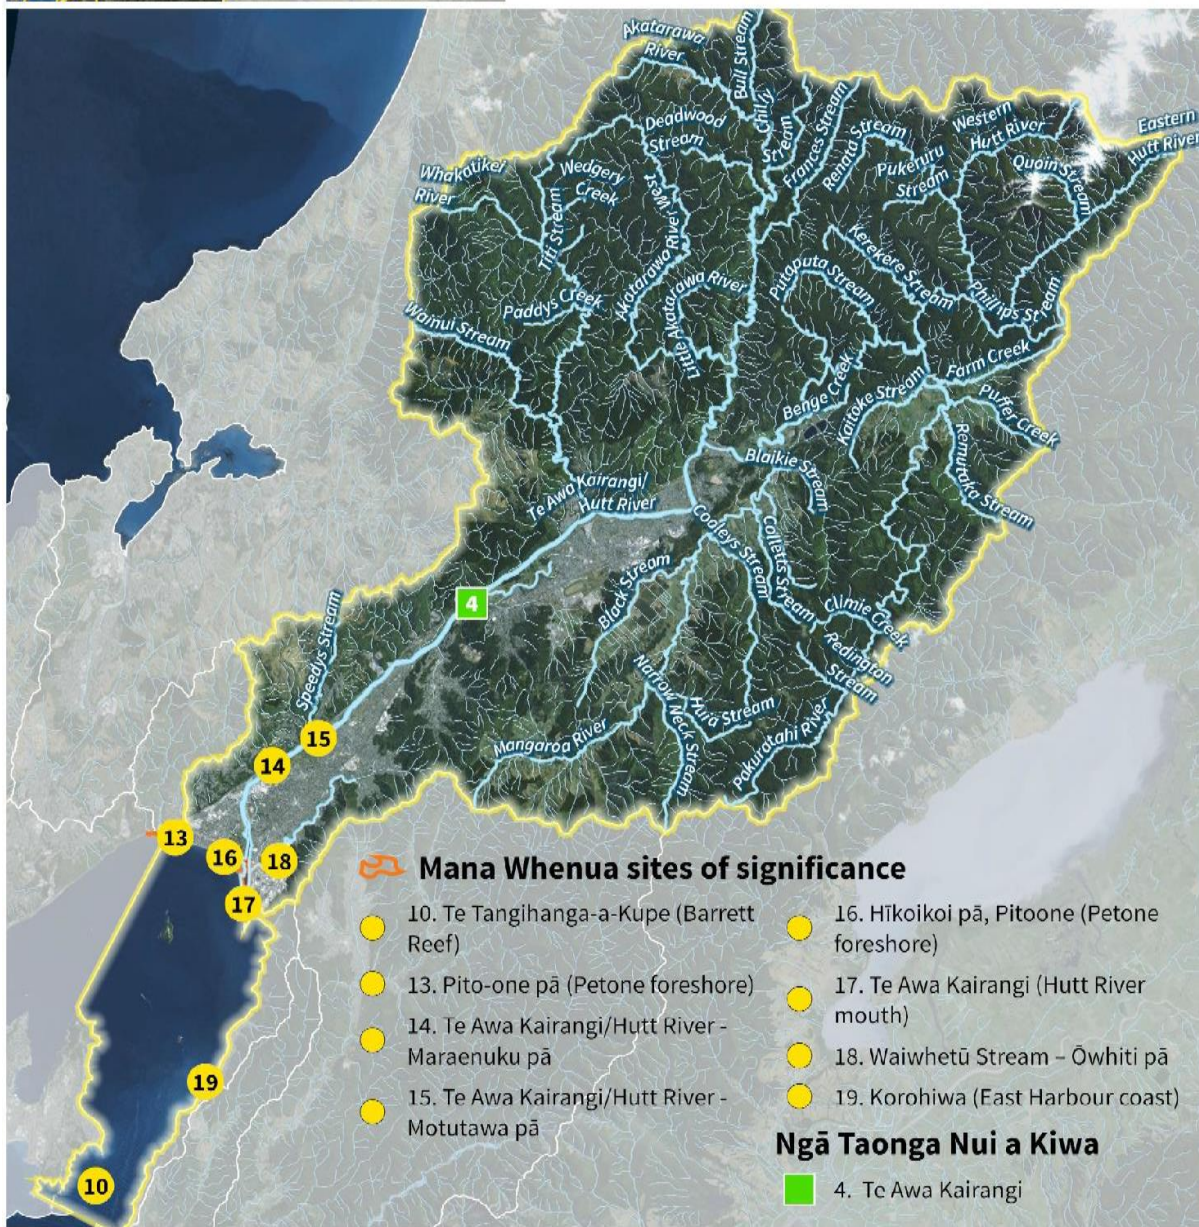 Akatarawa
River
Bull Stream
Chilly
Stream
Frances Stream
Renata Stream
Pukeruru
Stream
Western
Hutt River
Quoin Stream
Eastern
Hutt River
Deadwood
Stream
Whakatikei
River
Wedgery
Creek
Titi Stream
Akatarawa River West
Little Akatarawa River
Putaputa Stream
Kerekere Stream
Phillips Stream
Paddys Creek
Wainui Stream
Benge Creek
Kaitoke Stream
Farm Creek
Puffer Creek
Remutaka Stream
Blaikie Stream
Te Awa Kairangi/
Hutt River
Cooleys Stream
Colletts Stream
Black Stream
Climie Creek
Redington
Stream
4
Speedys Stream
Narrow Neck Stream
Huia Stream
Pakuratahi River
Mangaroa River
15
14
13
16
18
17
19
10
Mana Whenua sites of significance
10. Te Tangihanga-a-Kupe (Barrett
Reef)
13. Pito-one pā (Petone foreshore)
14. Te Awa Kairangi/Hutt River -
Maraenuku pā
15. Te Awa Kairangi/Hutt River -
Motutawa pā
16. Hīkoikoi pā, Pitoone (Petone
foreshore)
17. Te Awa Kairangi (Hutt River
mouth)
18. Waiwhetū Stream – Ōwhiti pā
19. Korohiwa (East Harbour coast)
Ngā Taonga Nui a Kiwa
4. Te Awa Kairangi